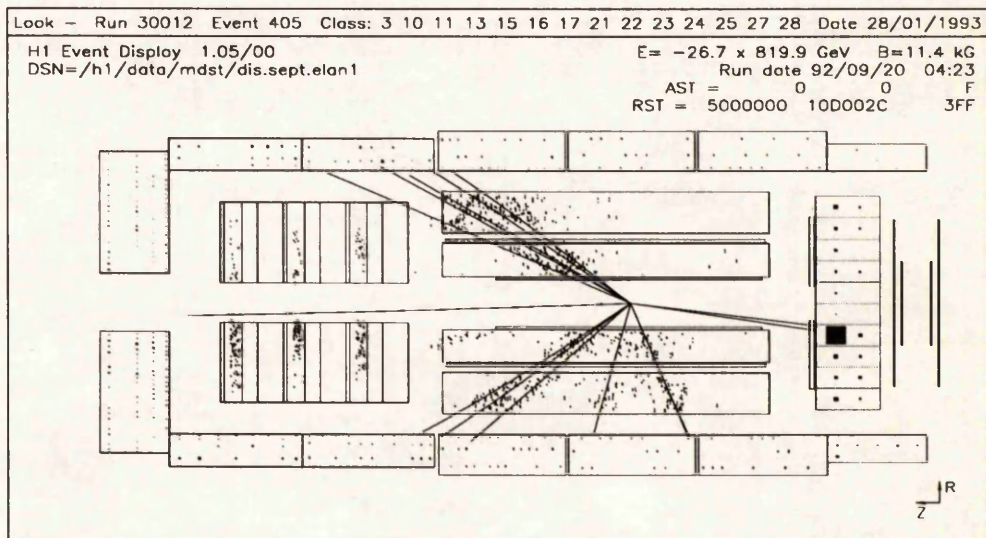 Look – Run 30012 Event 405 Class: 3 10 11 13 15 16 17 21 22 23 24 25 27 28 Date 28/01/1993
H1 Event Display 1.05/00
E= -26.7 x 819.9 GeV B=11.4 kG
DSN=/h1/data/mdst/dis.sept.elan1
Run date 92/09/20 04:23
AST = 0 0 F
RST = 5000000 10D002C 3FF
R
Z